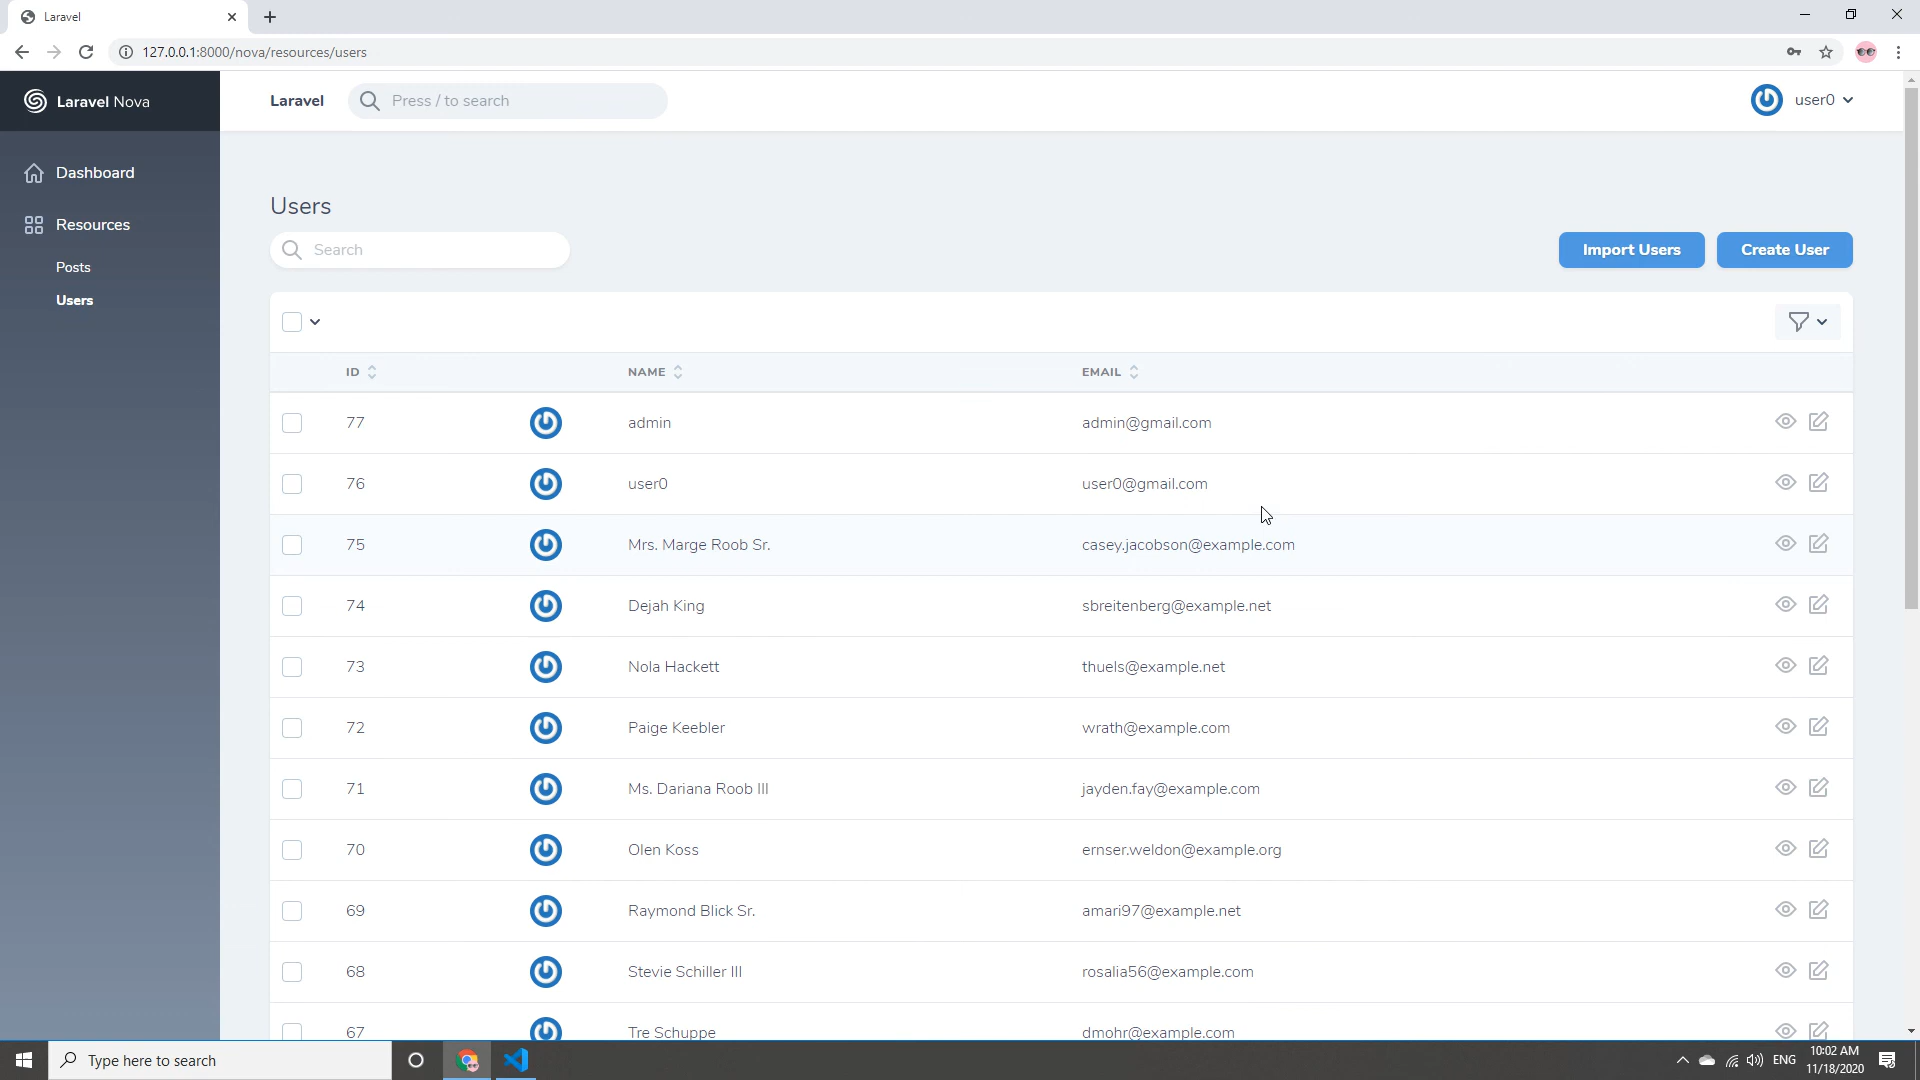 Laravel
127.0.0.1:8000/nova/resources/users
Laravel Nova
Laravel
Press / to search
user0
Dashboard
Resources
Posts
Users
Users
Search
Import Users
Create User
ID NAME EMAIL
77 admin admin@gmail.com
76 user0 user0@gmail.com
75 Mrs. Marge Roob Sr. casey.jacobson@example.com
74 Dejah King sbreitenberg@example.net
73 Nola Hackett thuels@example.net
72 Paige Keebler wrath@example.com
71 Ms. Dariana Roob III jayden.fay@example.com
70 Olen Koss ernser.weldon@example.org
69 Raymond Blick Sr. amari97@example.net
68 Stevie Schiller III rosalia56@example.com
67 Tre Schuppe dmohr@example.com
Type here to search
ENG
10:02 AM
11/18/2020